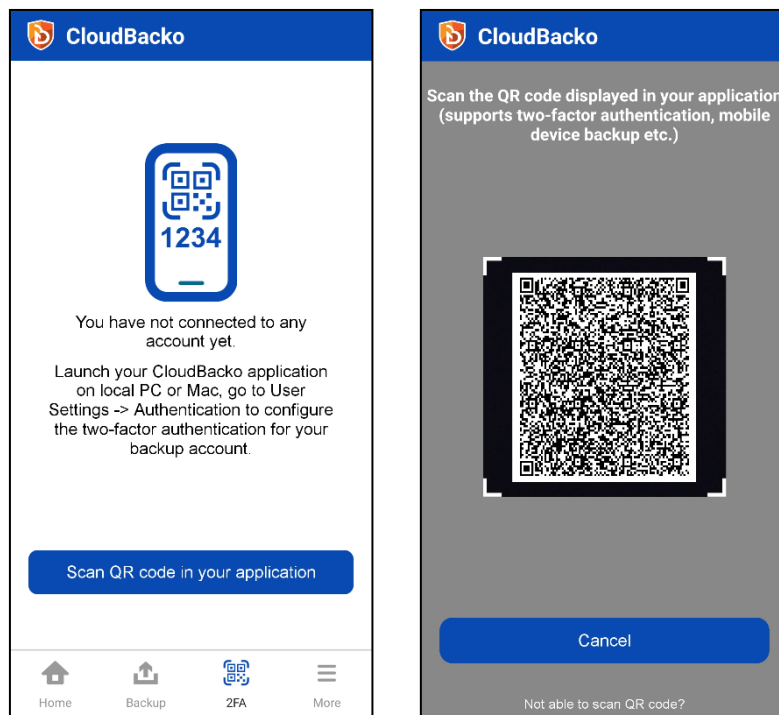 CloudBacko
1234
You have not connected to any
account yet.
Launch your CloudBacko application
on local PC or Mac, go to User
Settings -> Authentication to configure
the two-factor authentication for your
backup account.
Scan QR code in your application
Home
Backup
2FA
More
CloudBacko
Scan the QR code displayed in your application
(supports two-factor authentication, mobile
device backup etc.)
Cancel
Not able to scan QR code?